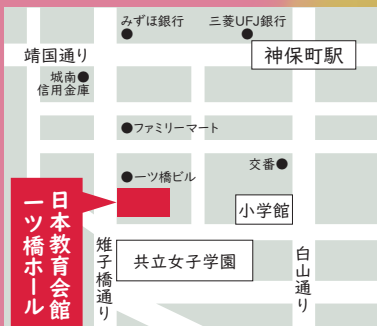 みずほ銀行
三菱UFJ銀行
靖国通り
神保町駅
城南
信用金庫
ファミリーマート
一ツ橋ビル
交番
小学館
日本教育会館
一ツ橋ホール
雉子橋通り
共立女子学園
白山通り